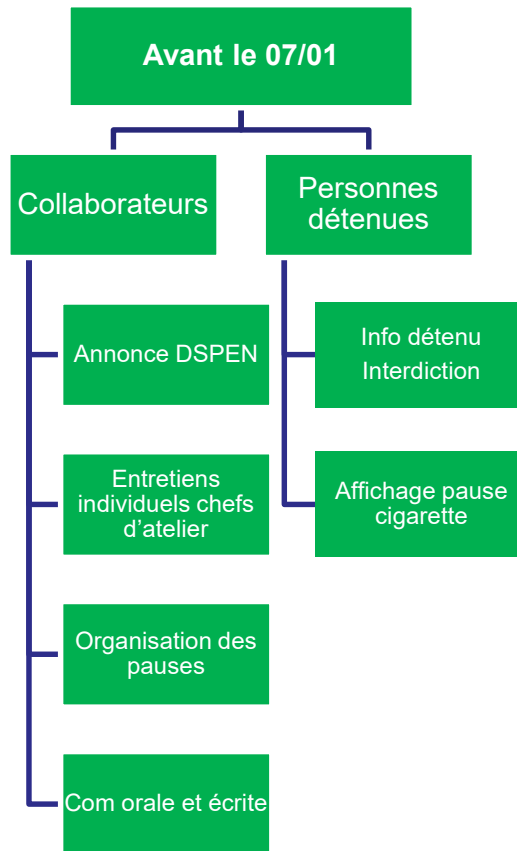 Avant le 07/01
Collaborateurs
Personnes
détenues
Annonce DSPEN
Entretiens
individuels chefs
d’atelier
Organisation des
pauses
Com orale et écrite
Info détenu
Interdiction
Affichage pause
cigarette